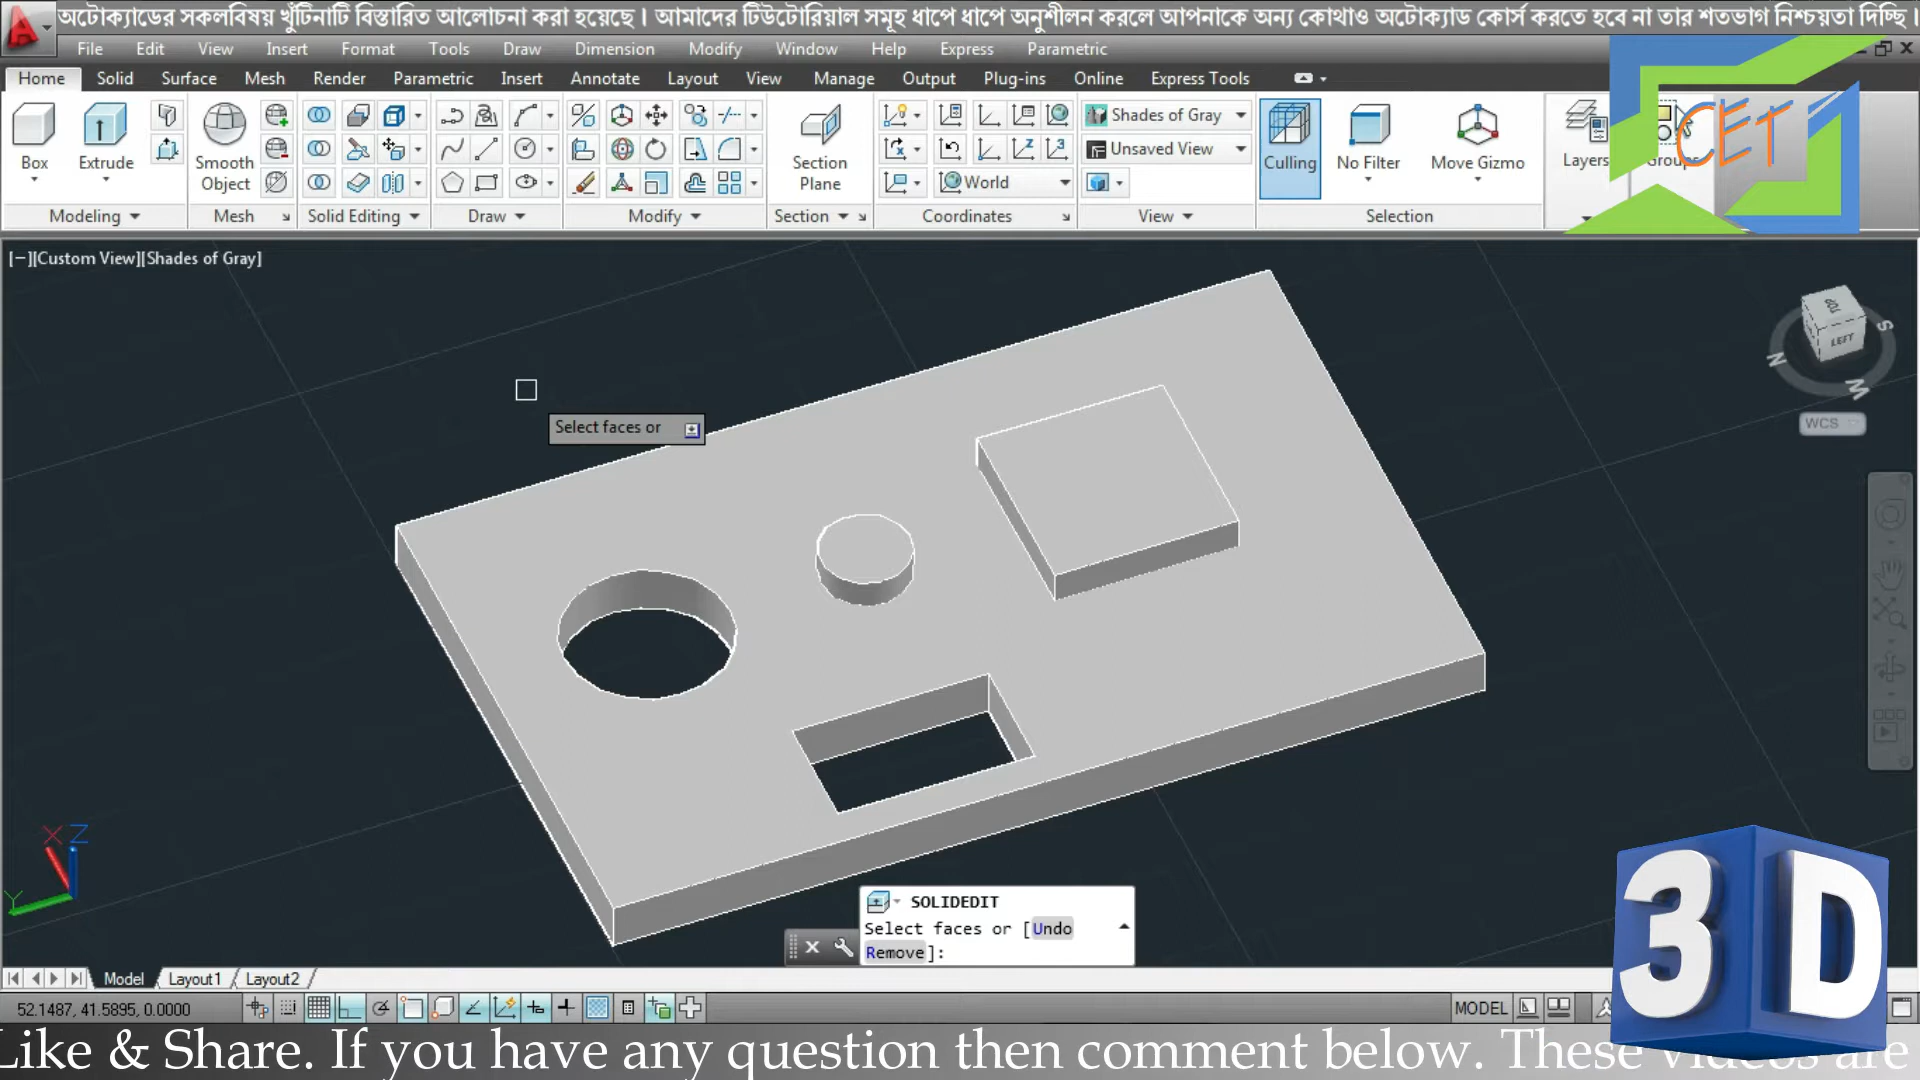 অটোক্যাডের সকলবিষয় খুঁটিনাটি বিস্তারিত আলোচনা করা হয়েছে। আমাদের টিউটোরিয়াল সমূহ ধাপে ধাপে অনুশীলন করলে আপনাকে অন্য কোথাও অটোক্যাড কোর্স করতে হবে না তার শতভাগ নিশ্চয়তা দিচ্ছি।
File Edit View Insert Format Tools Draw Dimension Modify Window Help Express Parametric
Home Solid Surface Mesh Render Parametric Insert Annotate Layout View Manage Output Plug-ins Online Express Tools
Shades of Gray
Unsaved View
World
Box
Extrude
Smooth
Object
Section
Plane
Culling
No Filter
Move Gizmo
Layers
Groups
CET
Modeling Mesh Solid Editing Draw Modify Section Coordinates View Selection
[−][Custom View][Shades of Gray]
TOP
LEFT
S
N
W
WCS
Select faces or
X Z
Y
SOLIDEDIT
Select faces or [Undo
Remove]:
Model Layout1 Layout2
52.1487, 41.5895, 0.0000
MODEL
3D
Like & Share. If you have any question then comment below. These videos are